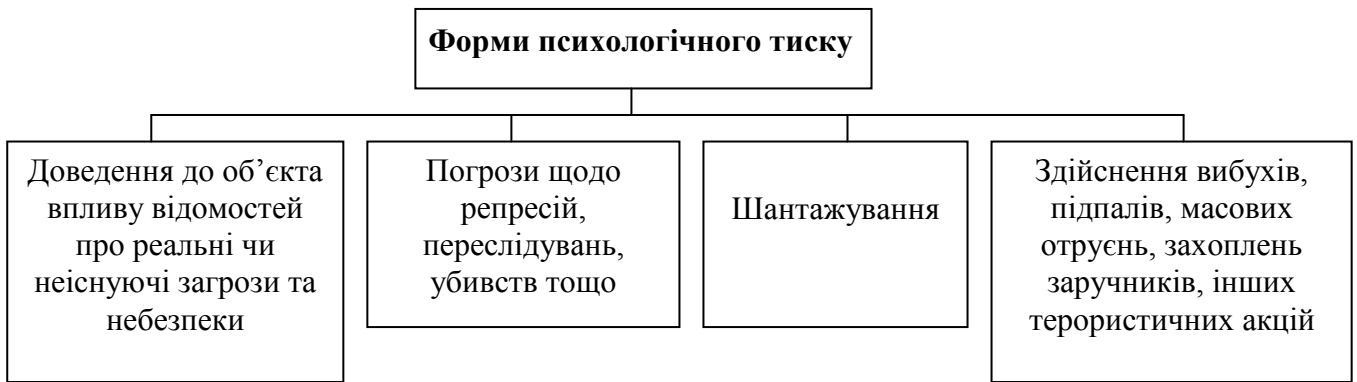 Форми психологічного тиску
Доведення до об’єкта
впливу відомостей
про реальні чи
неіснуючі загрози та
небезпеки
Погрози щодо
репресій,
переслідувань,
убивств тощо
Шантажування
Здійснення вибухів,
підпалів, масових
отруєнь, захоплень
заручників, інших
терористичних акцій